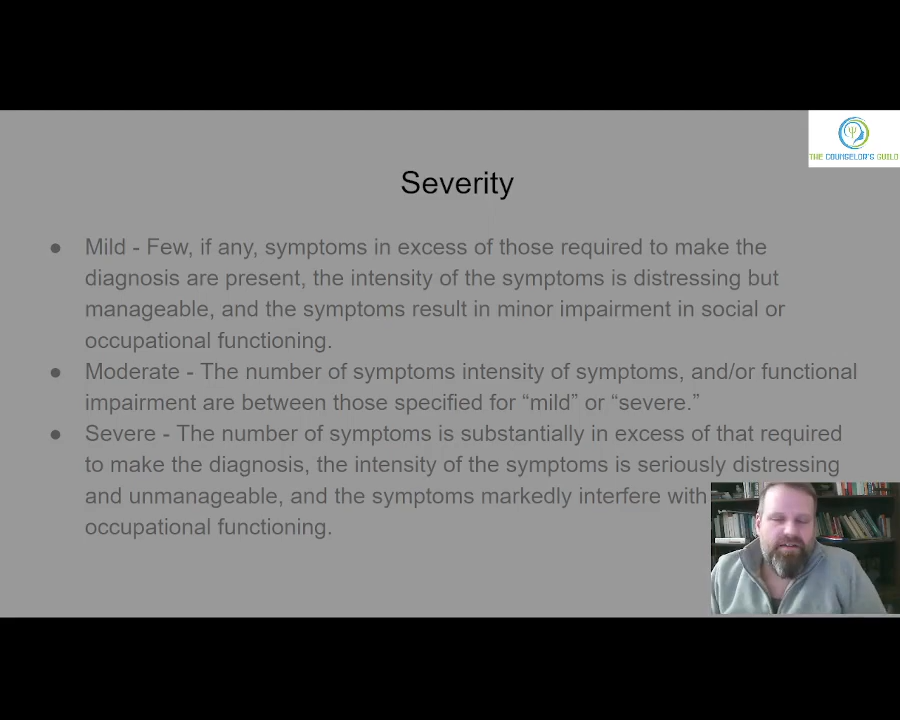 THE COUNSELOR'S GUILD
Severity
● Mild - Few, if any, symptoms in excess of those required to make the
diagnosis are present, the intensity of the symptoms is distressing but
manageable, and the symptoms result in minor impairment in social or
occupational functioning.
● Moderate - The number of symptoms intensity of symptoms, and/or functional
impairment are between those specified for “mild” or “severe.”
● Severe - The number of symptoms is substantially in excess of that required
to make the diagnosis, the intensity of the symptoms is seriously distressing
and unmanageable, and the symptoms markedly interfere with
occupational functioning.